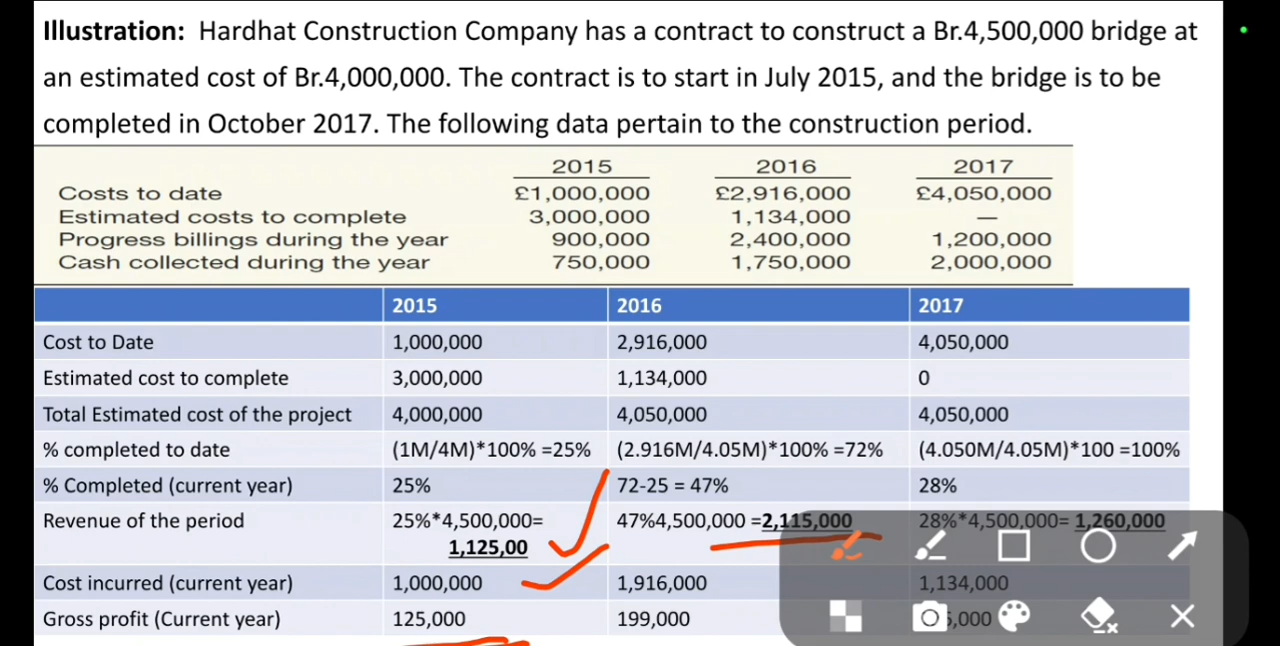 Illustration: Hardhat Construction Company has a contract to construct a Br.4,500,000 bridge at
an estimated cost of Br.4,000,000. The contract is to start in July 2015, and the bridge is to be
completed in October 2017. The following data pertain to the construction period.
2015 2016 2017
Costs to date £1,000,000 £2,916,000 £4,050,000
Estimated costs to complete 3,000,000 1,134,000 —
Progress billings during the year 900,000 2,400,000 1,200,000
Cash collected during the year 750,000 1,750,000 2,000,000
2015 2016 2017
Cost to Date 1,000,000 2,916,000 4,050,000
Estimated cost to complete 3,000,000 1,134,000 0
Total Estimated cost of the project 4,000,000 4,050,000 4,050,000
% completed to date (1M/4M)*100% =25% (2.916M/4.05M)*100% =72% (4.050M/4.05M)*100 =100%
% Completed (current year) 25% 72-25 = 47% 28%
Revenue of the period 25%*4,500,000= 47%4,500,000 =2,115,000 28%*4,500,000= 1,260,000
1,125,00
Cost incurred (current year) 1,000,000 1,916,000 1,134,000
Gross profit (Current year) 125,000 199,000